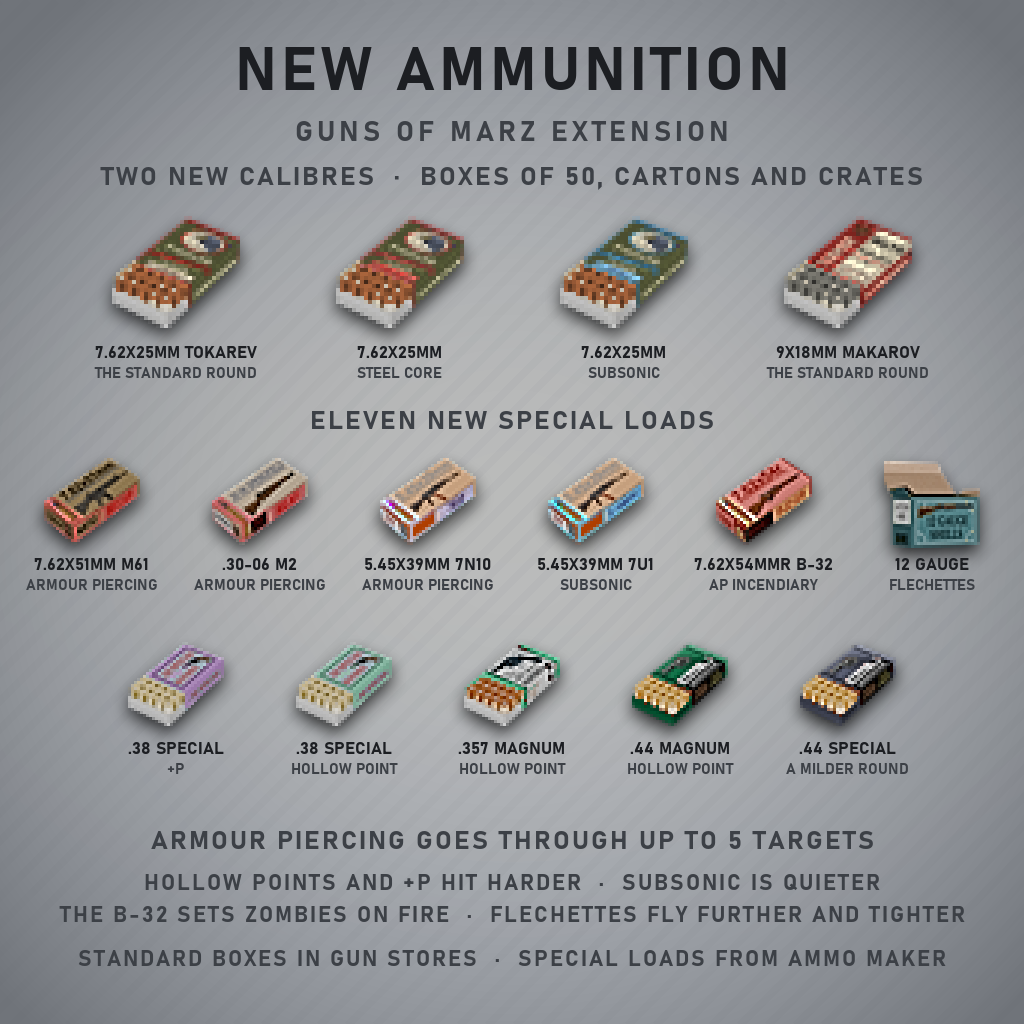 NEW AMMUNITION
GUNS OF MARZ EXTENSION
TWO NEW CALIBRES · BOXES OF 50, CARTONS AND CRATES
7.62X25MM TOKAREV
THE STANDARD ROUND
7.62X25MM
STEEL CORE
7.62X25MM
SUBSONIC
9X18MM MAKAROV
THE STANDARD ROUND
ELEVEN NEW SPECIAL LOADS
7.62X51MM M61
ARMOUR PIERCING
.30-06 M2
ARMOUR PIERCING
5.45X39MM 7N10
ARMOUR PIERCING
5.45X39MM 7U1
SUBSONIC
7.62X54MMR B-32
AP INCENDIARY
12 GAUGE
12 GAUGE
FLECHETTES
.38 SPECIAL
+P
.38 SPECIAL
HOLLOW POINT
.357 MAGNUM
HOLLOW POINT
.44 MAGNUM
HOLLOW POINT
.44 SPECIAL
A MILDER ROUND
ARMOUR PIERCING GOES THROUGH UP TO 5 TARGETS
HOLLOW POINTS AND +P HIT HARDER · SUBSONIC IS QUIETER
THE B-32 SETS ZOMBIES ON FIRE · FLECHETTES FLY FURTHER AND TIGHTER
STANDARD BOXES IN GUN STORES · SPECIAL LOADS FROM AMMO MAKER